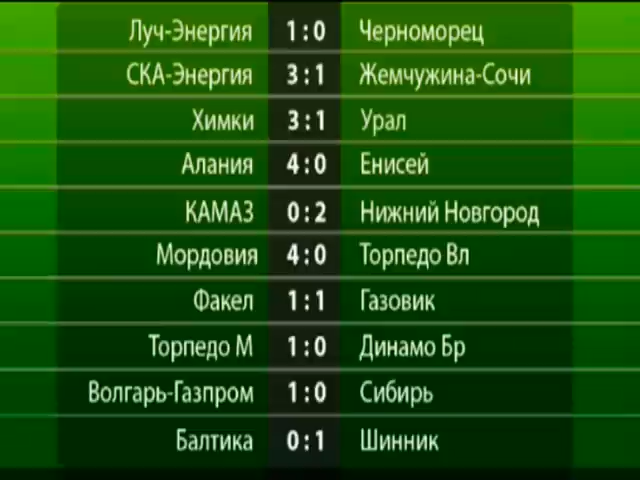 Луч-Энергия 1:0 Черноморец
СКА-Энергия 3:1 Жемчужина-Сочи
Химки 3:1 Урал
Алания 4:0 Енисей
КАМАЗ 0:2 Нижний Новгород
Мордовия 4:0 Торпедо Вл
Факел 1:1 Газовик
Торпедо М 1:0 Динамо Бр
Волгарь-Газпром 1:0 Сибирь
Балтика 0:1 Шинник